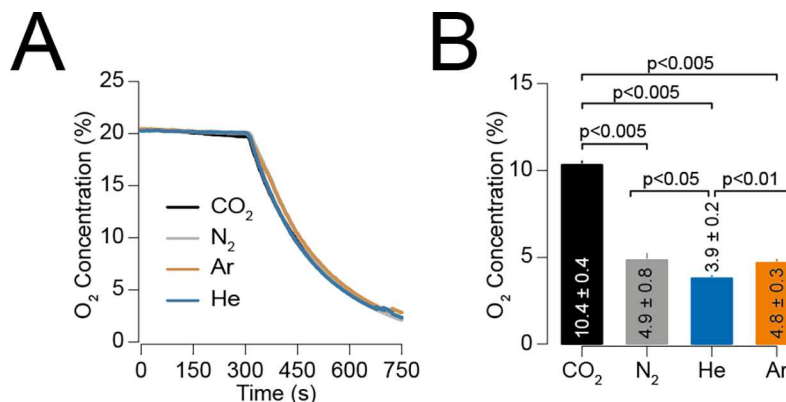 A
O₂ Concentration (%)
25
20
15
10
5
0
CO₂
N₂
Ar
He
0 150 300 450 600 750
Time (s)
B
O₂ Concentration (%)
15
10
5
0
p<0.005
p<0.005
p<0.005
p<0.05
p<0.01
10.4 ± 0.4
4.9 ± 0.8
3.9 ± 0.2
4.8 ± 0.3
CO₂ N₂ He Ar